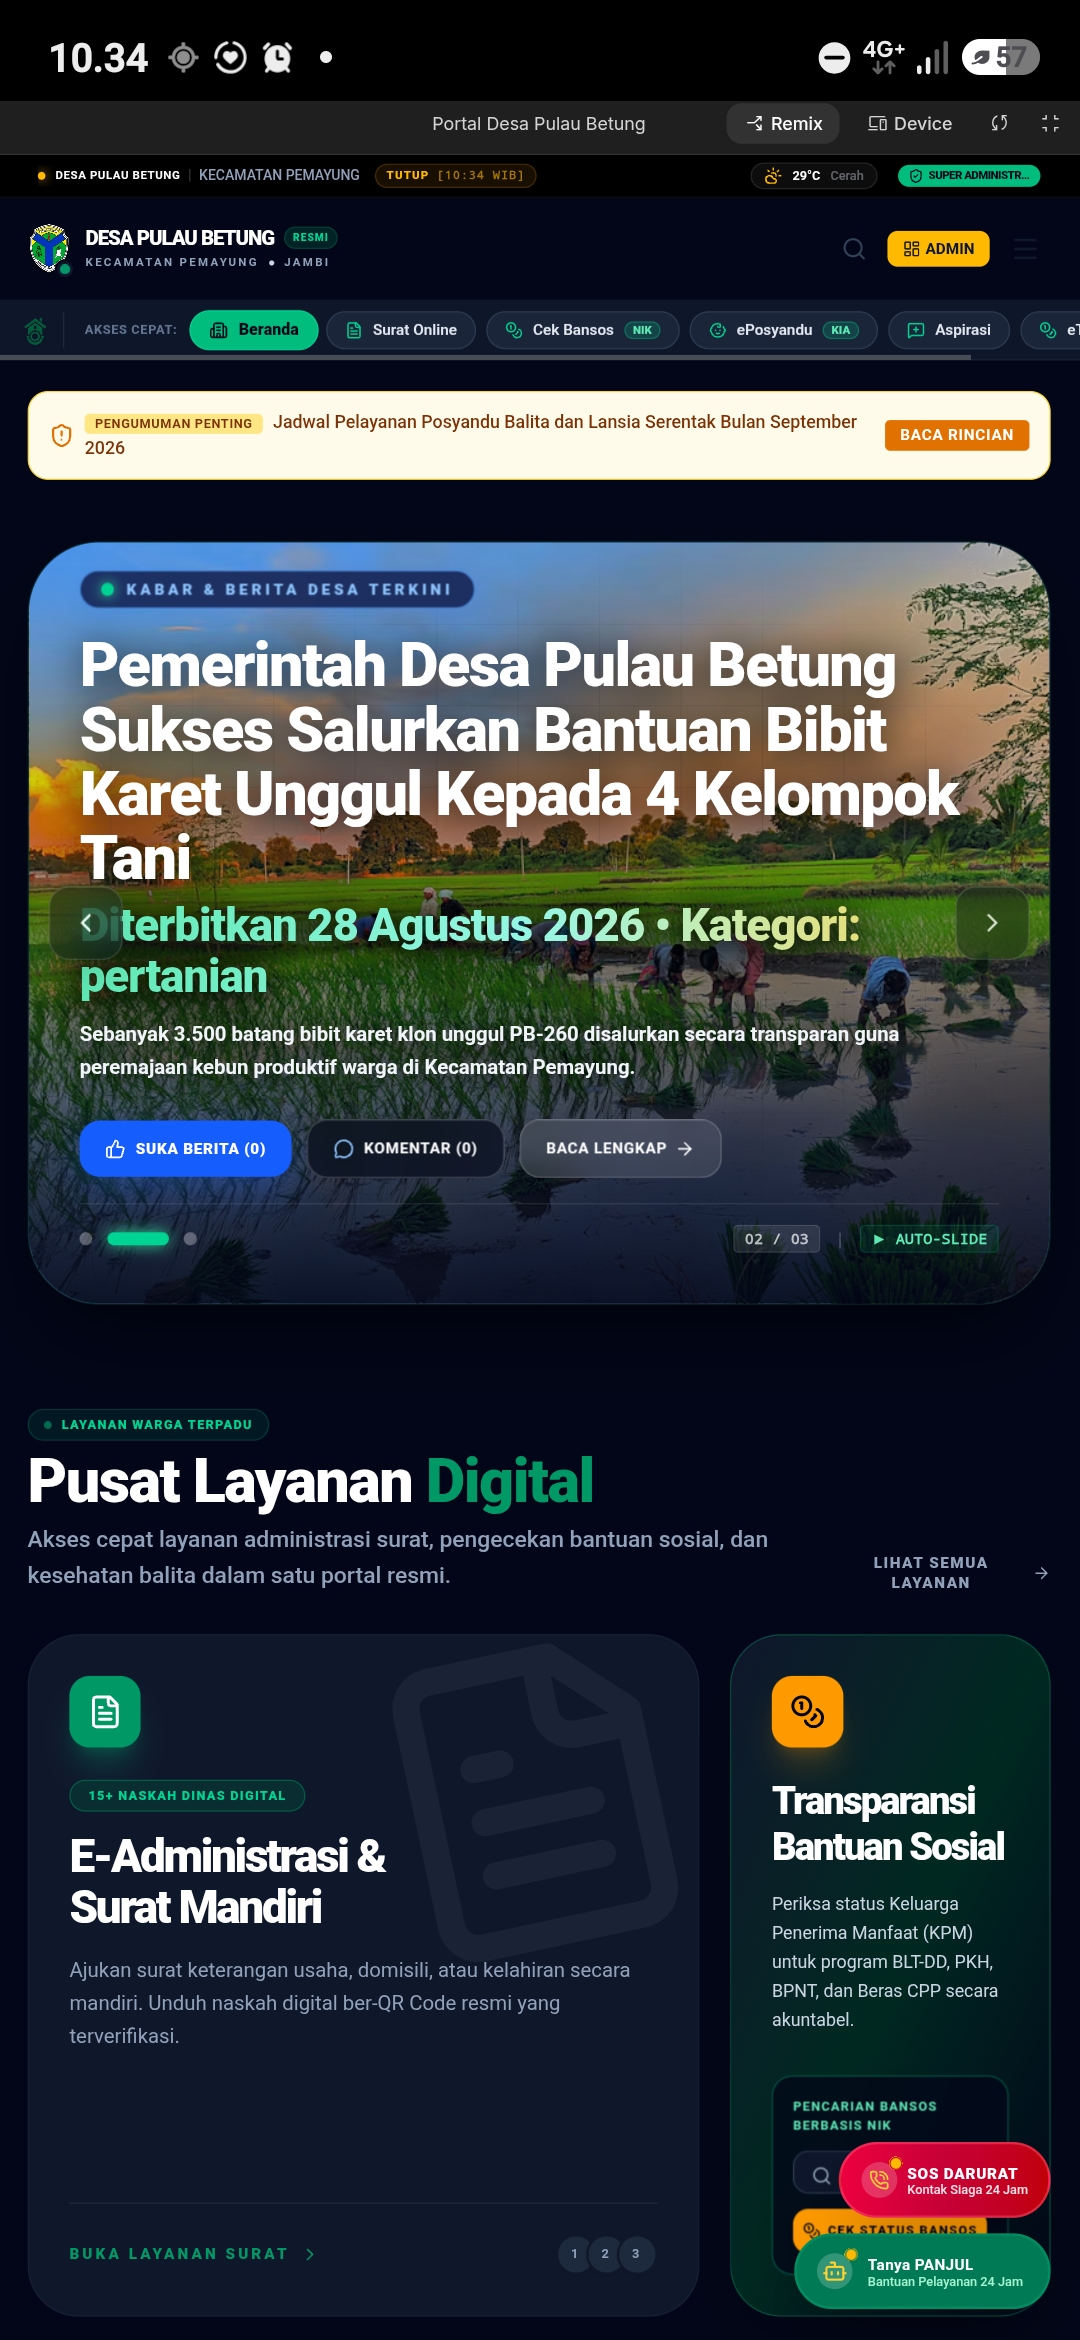 10.34
4G+
57
Portal Desa Pulau Betung
Remix
Device
DESA PULAU BETUNG | KECAMATAN PEMAYUNG
TUTUP [10:34 WIB]
29°C Cerah
SUPER ADMINISTR...
DESA PULAU BETUNG
RESMI
KECAMATAN PEMAYUNG • JAMBI
ADMIN
AKSES CEPAT:
Beranda
Surat Online
Cek Bansos NIK
ePosyandu KIA
Aspirasi
eT
PENGUMUMAN PENTING Jadwal Pelayanan Posyandu Balita dan Lansia Serentak Bulan September
2026
BACA RINCIAN
KABAR & BERITA DESA TERKINI
Pemerintah Desa Pulau Betung
Sukses Salurkan Bantuan Bibit
Karet Unggul Kepada 4 Kelompok
Tani
Diterbitkan 28 Agustus 2026 • Kategori:
pertanian
Sebanyak 3.500 batang bibit karet klon unggul PB-260 disalurkan secara transparan guna
peremajaan kebun produktif warga di Kecamatan Pemayung.
SUKA BERITA (0)
KOMENTAR (0)
BACA LENGKAP
02 / 03 | AUTO-SLIDE
LAYANAN WARGA TERPADU
Pusat Layanan Digital
Akses cepat layanan administrasi surat, pengecekan bantuan sosial, dan
kesehatan balita dalam satu portal resmi.
LIHAT SEMUA
LAYANAN
15+ NASKAH DINAS DIGITAL
E-Administrasi &
Surat Mandiri
Ajukan surat keterangan usaha, domisili, atau kelahiran secara
mandiri. Unduh naskah digital ber-QR Code resmi yang
terverifikasi.
BUKA LAYANAN SURAT
1 2 3
Transparansi
Bantuan Sosial
Periksa status Keluarga
Penerima Manfaat (KPM)
untuk program BLT-DD, PKH,
BPNT, dan Beras CPP secara
akuntabel.
PENCARIAN BANSOS
BERBASIS NIK
CEK STATUS BANSOS
SOS DARURAT
Kontak Siaga 24 Jam
Tanya PANJUL
Bantuan Pelayanan 24 Jam